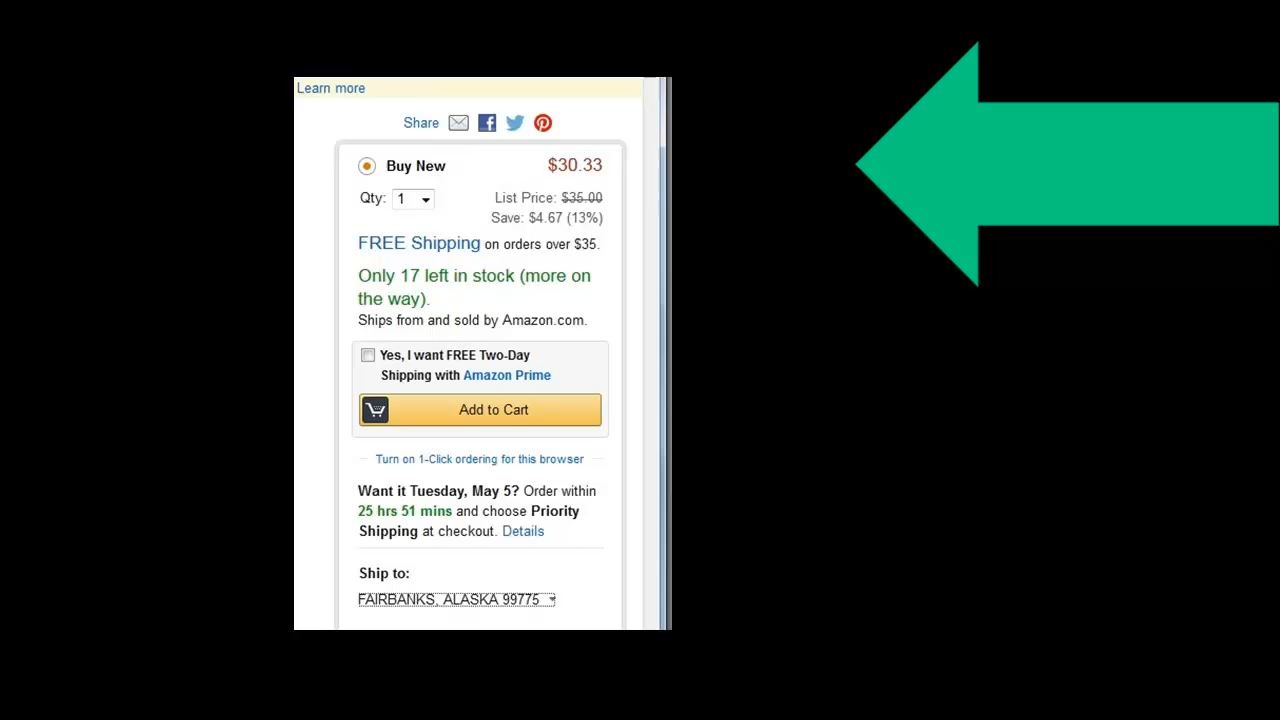 Learn more
Share
Buy New $30.33
Qty: 1 List Price: $35.00
Save: $4.67 (13%)
FREE Shipping on orders over $35.
Only 17 left in stock (more on
the way).
Ships from and sold by Amazon.com.
Yes, I want FREE Two-Day
Shipping with Amazon Prime
Add to Cart
Turn on 1-Click ordering for this browser
Want it Tuesday, May 5? Order within
25 hrs 51 mins and choose Priority
Shipping at checkout. Details
Ship to:
FAIRBANKS, ALASKA 99775